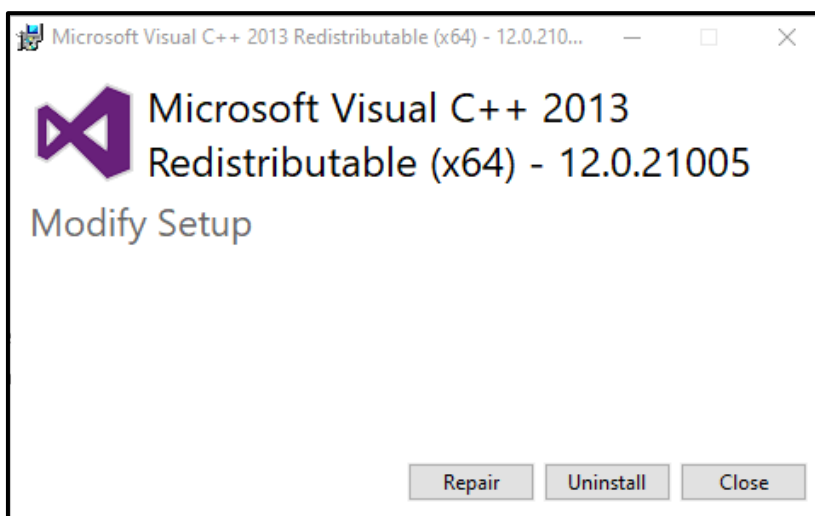 Microsoft Visual C++ 2013 Redistributable (x64) - 12.0.210...
Microsoft Visual C++ 2013
Redistributable (x64) - 12.0.21005
Modify Setup
Repair Uninstall Close